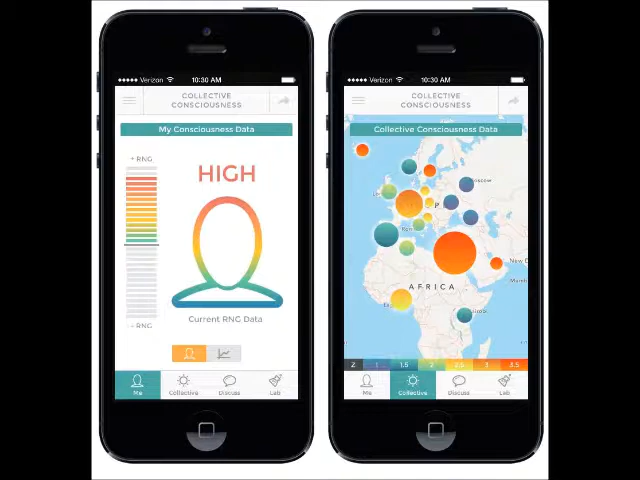 Verizon 10:30 AM
COLLECTIVE
CONSCIOUSNESS
My Consciousness Data
+ RNG
HIGH
- RNG
Current RNG Data
Me Collective Discuss Lab
Verizon 10:30 AM
COLLECTIVE
CONSCIOUSNESS
Collective Consciousness Data
AFRICA
New D
Z 1 1.5 2 2.5 3 3.5
Me Collective Discuss Lab